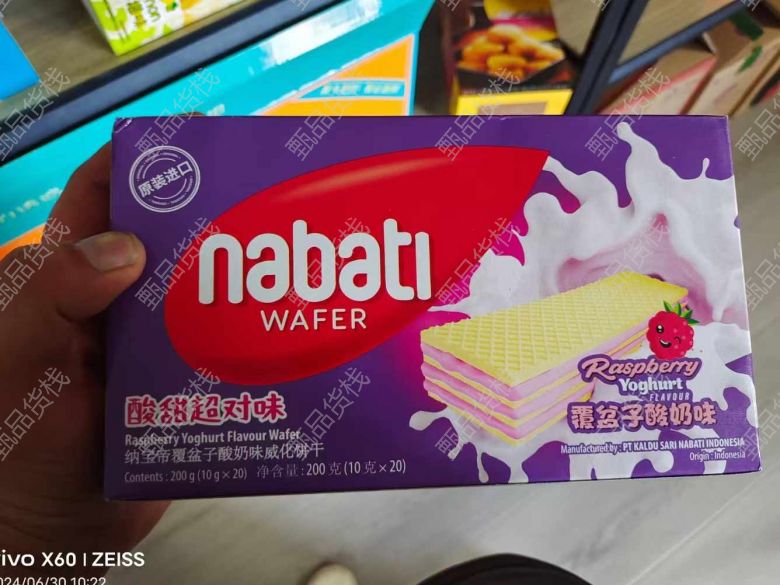 原装进口
nabati
WAFER
酸甜超对味
Raspberry Yoghurt Flavour Wafer
纳宝帝覆盆子酸奶味威化饼干
Contents : 200 g (10 g × 20) 净含量 : 200 克 (10 克 × 20)
Raspberry
Yoghurt
FLAVOUR
覆盆子酸奶味
Manufactured by : PT KALDU SARI NABATI INDONESIA
Origin : Indonesia
甄品货栈
vivo X60 | ZEISS
2024/06/30 10:22